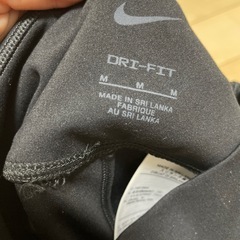 DRI-FIT
M M M
MADE IN SRI LANKA
FABRIQUÉ
AU SRI LANKA